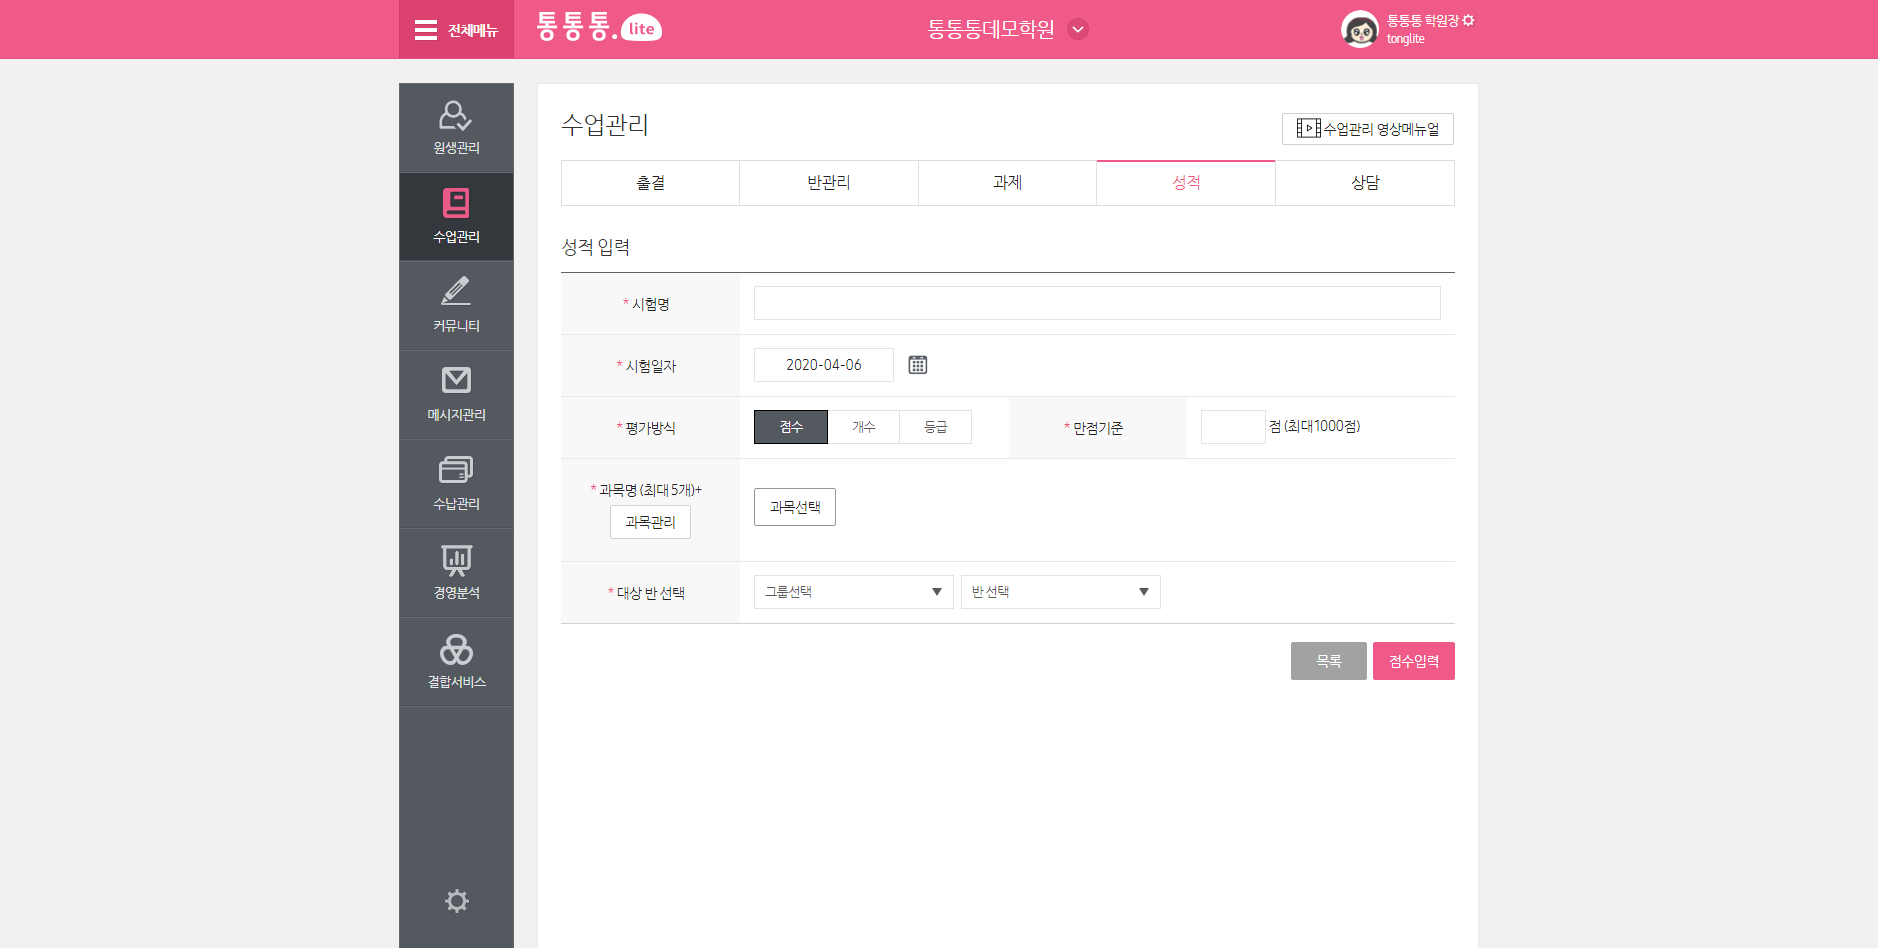 전체메뉴
통통통.lite
통통통데모학원
통통통 학원장
tonglite
원생관리
수업관리
커뮤니티
메시지관리
수납관리
경영분석
결합서비스
수업관리
수업관리 영상메뉴얼
출결
반관리
과제
성적
상담
성적 입력
* 시험명
* 시험일자
2020-04-06
* 평가방식
점수
개수
등급
* 만점기준
점 (최대1000점)
* 과목명 (최대 5개)+
과목관리
과목선택
* 대상 반 선택
그룹선택
반 선택
목록
점수입력